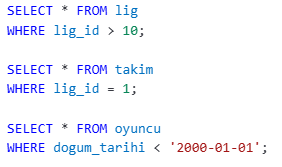 SELECT * FROM lig
WHERE lig_id > 10;
SELECT * FROM takim
WHERE lig_id = 1;
SELECT * FROM oyuncu
WHERE dogum_tarihi < '2000-01-01';